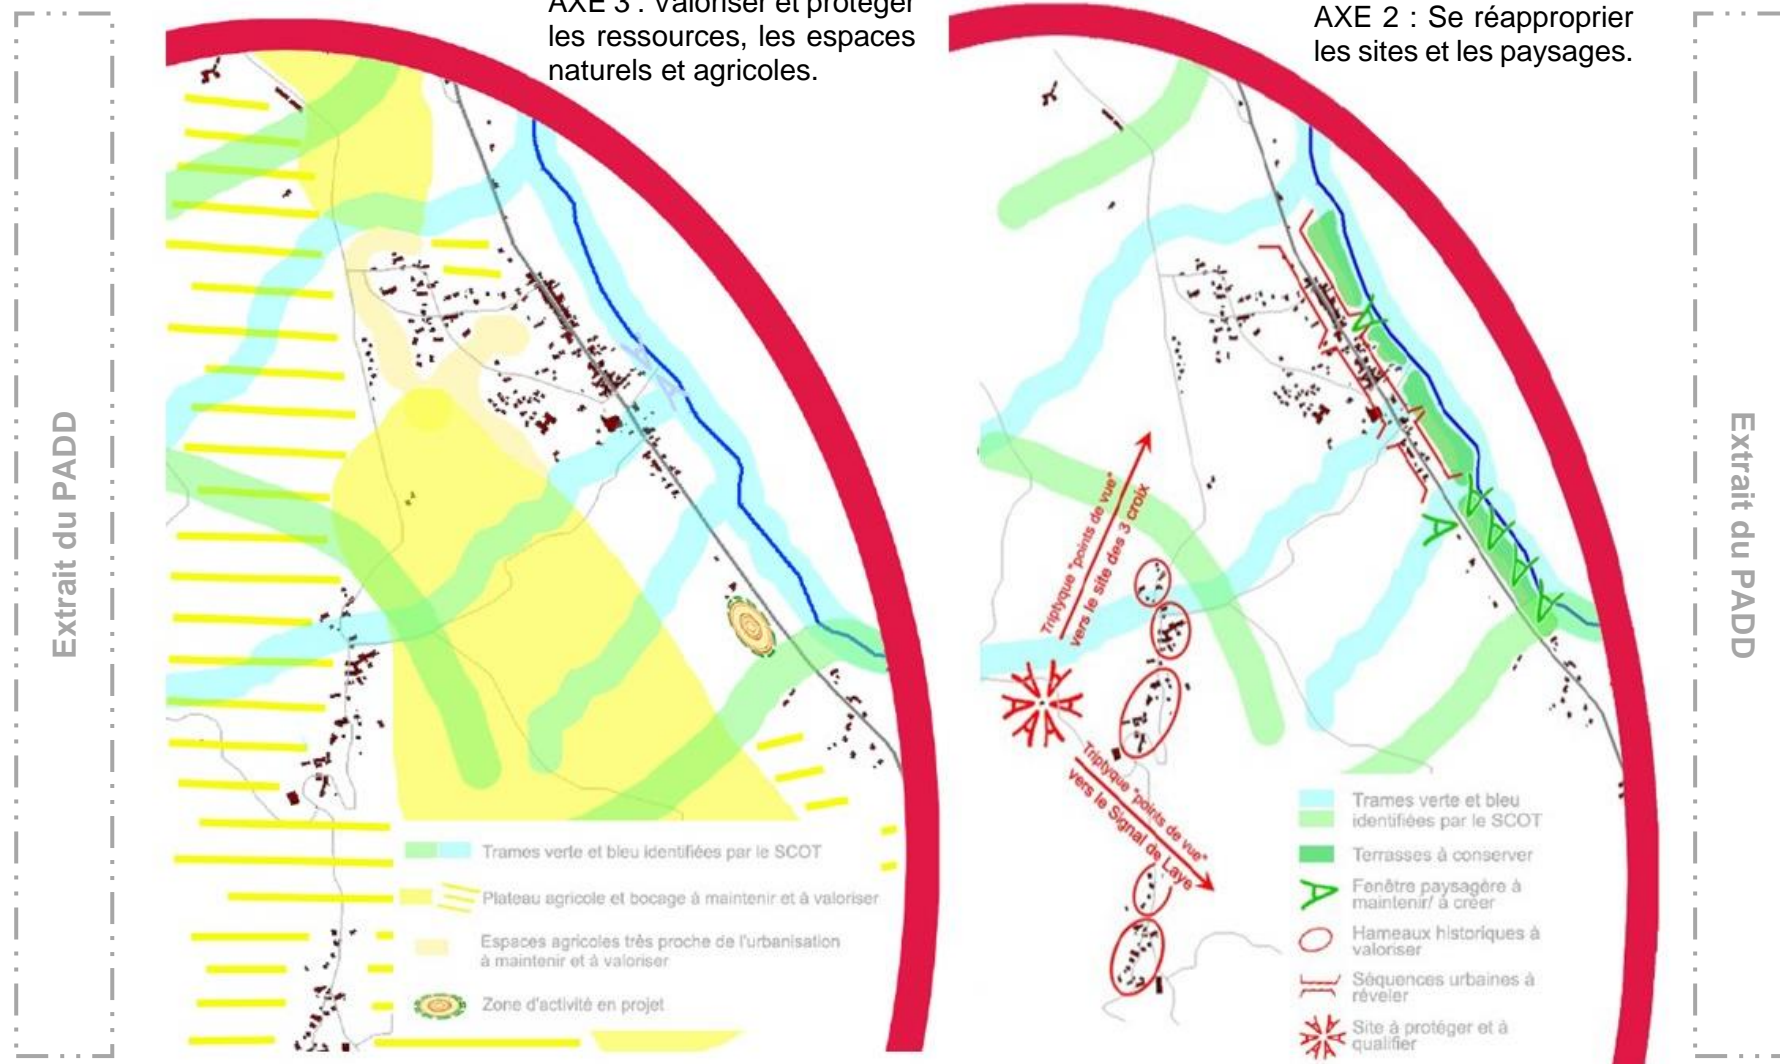 Extrait du PADD
AXE 3 : Valoriser et protéger
les ressources, les espaces
naturels et agricoles.
Trames verte et bleu identifiées par le SCOT
Plateau agricole et bocage à maintenir et à valoriser
Espaces agricoles très proche de l'urbanisation
à maintenir et à valoriser
Zone d'activité en projet
AXE 2 : Se réapproprier
les sites et les paysages.
Triptyque "points de vue"
vers le site des 3 croix
Triptyque "points de vue"
vers le Signal de Laye
Trames verte et bleu
identifiées par le SCOT
Terrasses à conserver
Fenêtre paysagère à
maintenir/ à créer
Hameaux historiques à
valoriser
Séquences urbaines à
révéler
Site à protéger et à
qualifier
Extrait du PADD